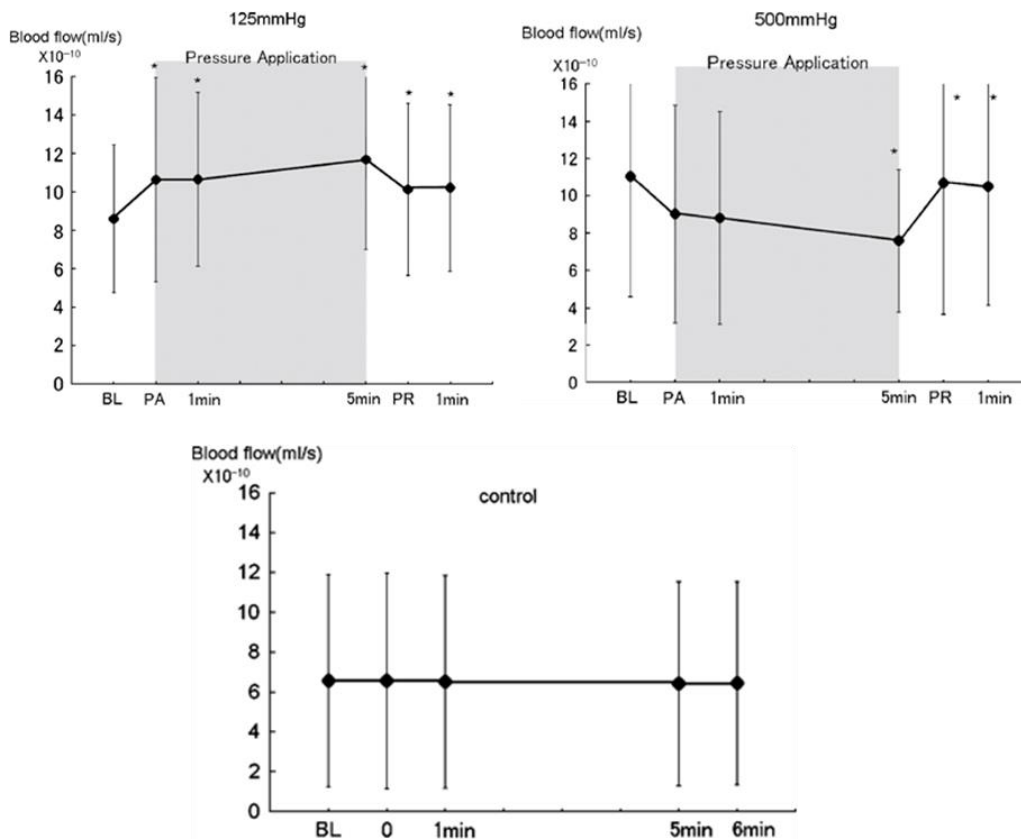 125mmHg
Blood flow(ml/s)
X10⁻¹⁰
Pressure Application
* * * * *
16
14
12
10
8
6
4
2
0
BL PA 1min 5min PR 1min
500mmHg
Blood flow(ml/s)
X10⁻¹⁰
Pressure Application
* * *
16
14
12
10
8
6
4
2
0
BL PA 1min 5min PR 1min
Blood flow(ml/s)
X10⁻¹⁰
control
16
14
12
10
8
6
4
2
0
BL 0 1min 5min 6min